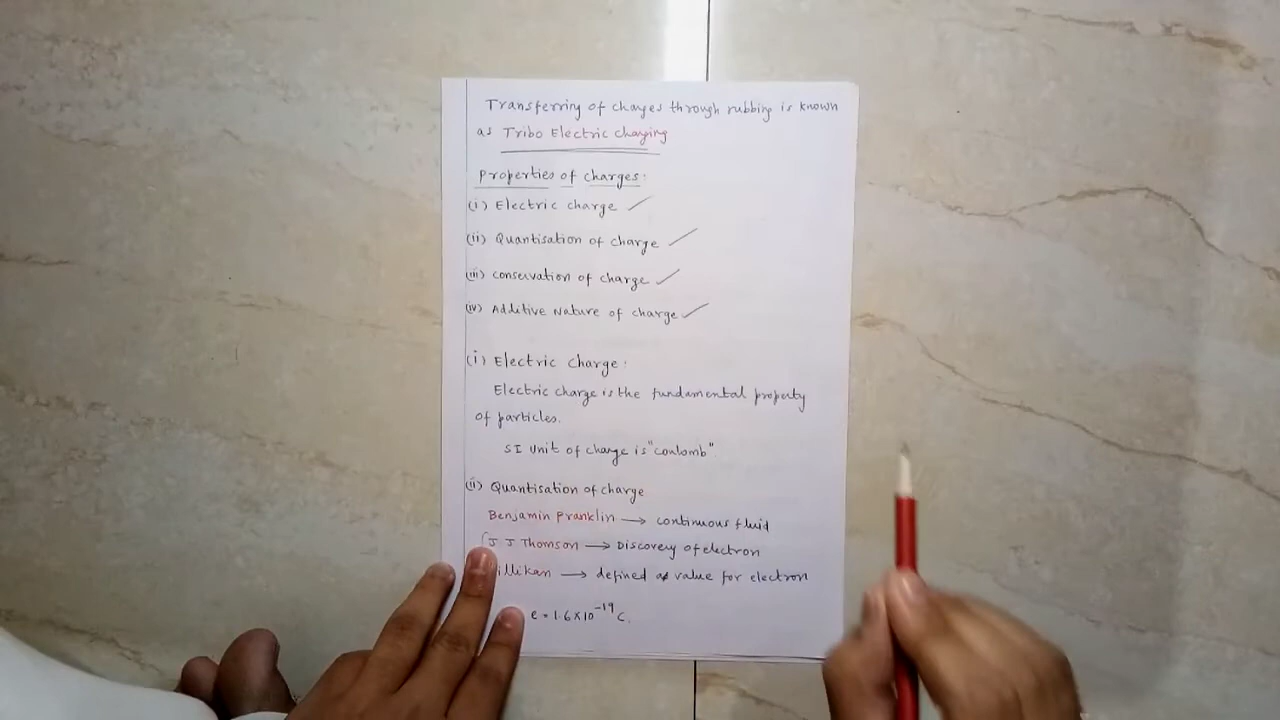 Transferring of charges through rubbing is known
as Tribo Electric charging
Properties of charges:
(i) Electric charge
(ii) Quantisation of charge
(iii) conservation of charge
(iv) Additive Nature of charge
(i) Electric charge:
Electric charge is the fundamental property
of particles.
SI Unit of charge is "coulomb".
(ii) Quantisation of charge
Benjamin Franklin → continuous fluid
J J Thomson → Discovery of electron
illikan → defined value for electron
e = 1.6×10⁻¹⁹ C.